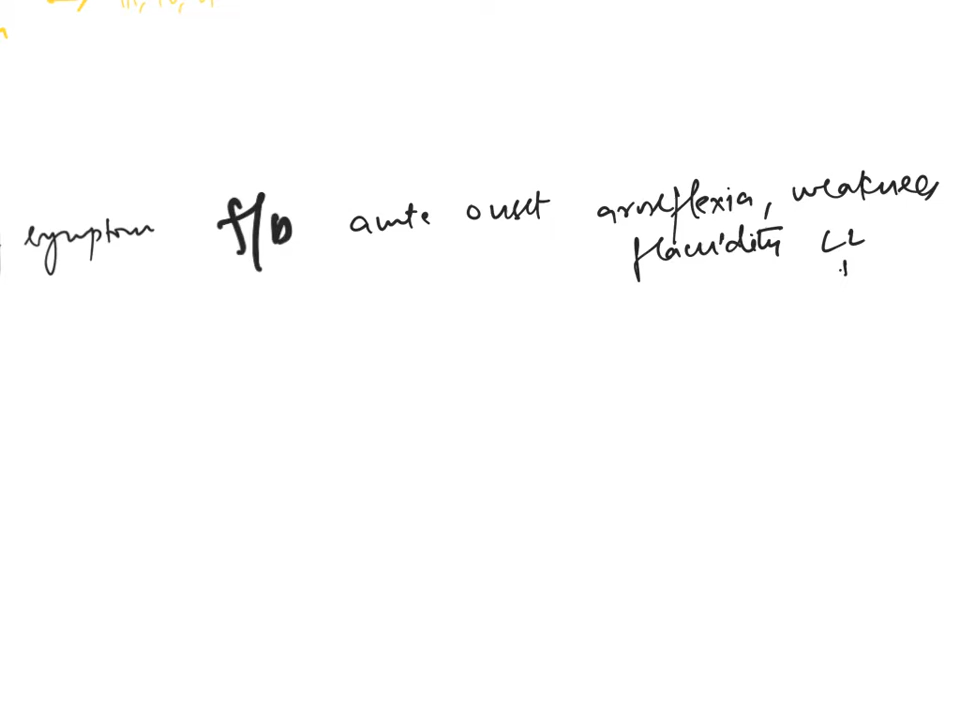 symptom f/b acute onset areflexia, weakness
flaccidity LL